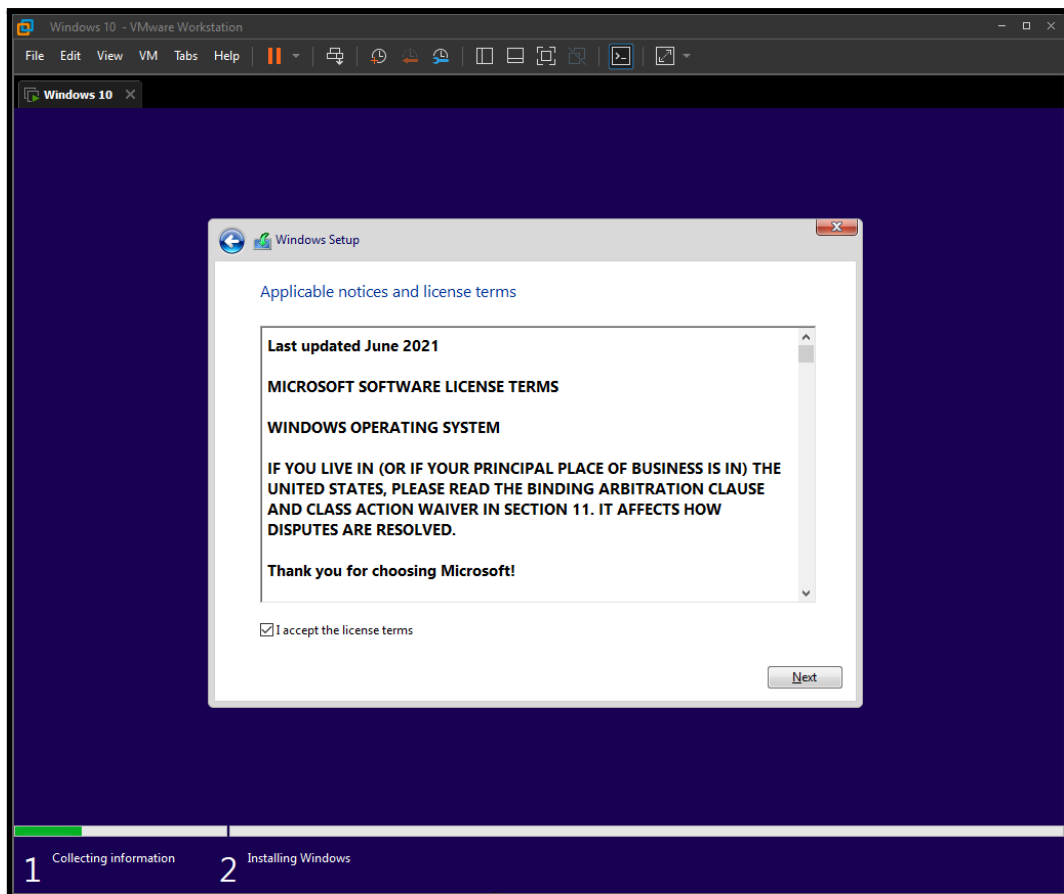 Windows 10 - VMware Workstation
File Edit View VM Tabs Help
Windows 10
Windows Setup
Applicable notices and license terms
Last updated June 2021
MICROSOFT SOFTWARE LICENSE TERMS
WINDOWS OPERATING SYSTEM
IF YOU LIVE IN (OR IF YOUR PRINCIPAL PLACE OF BUSINESS IS IN) THE
UNITED STATES, PLEASE READ THE BINDING ARBITRATION CLAUSE
AND CLASS ACTION WAIVER IN SECTION 11. IT AFFECTS HOW
DISPUTES ARE RESOLVED.
Thank you for choosing Microsoft!
I accept the license terms
Next
1 Collecting information 2 Installing Windows